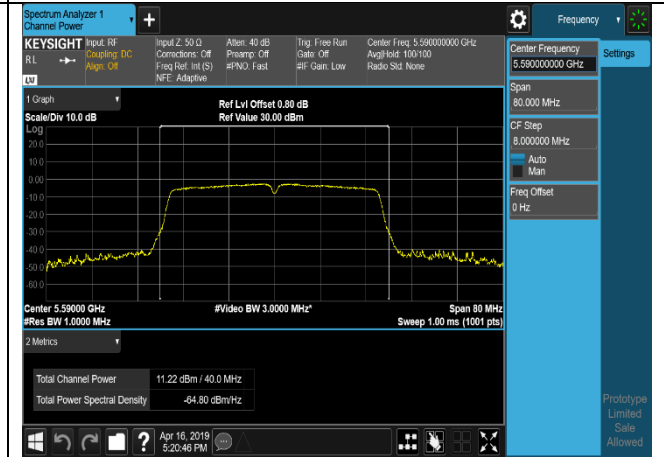 Spectrum Analyzer 1
Channel Power
+
Frequency
KEYSIGHT
RL
LXI
Input: RF
Coupling: DC
Align: Off
Input Z: 50 Ω
Corrections: Off
Freq Ref: Int (S)
NFE: Adaptive
Atten: 40 dB
Preamp: Off
#PNO: Fast
Trig: Free Run
Gate: Off
#IF Gain: Low
Center Freq: 5.590000000 GHz
Avg|Hold: 100/100
Radio Std: None
Center Frequency
5.590000000 GHz
Settings
Span
80.000 MHz
CF Step
8.000000 MHz
Auto
Man
Freq Offset
0 Hz
1 Graph
Scale/Div 10.0 dB
Ref Lvl Offset 0.80 dB
Ref Value 30.00 dBm
Log
20.0
10.0
0.00
-10.0
-20.0
-30.0
-40.0
-50.0
-60.0
Center 5.59000 GHz
#Res BW 1.0000 MHz
#Video BW 3.0000 MHz*
Span 80 MHz
Sweep 1.00 ms (1001 pts)
2 Metrics
Total Channel Power 11.22 dBm / 40.0 MHz
Total Power Spectral Density -64.80 dBm/Hz
?
Apr 16, 2019
5:20:46 PM
Prototype
Limited
Sale
Allowed